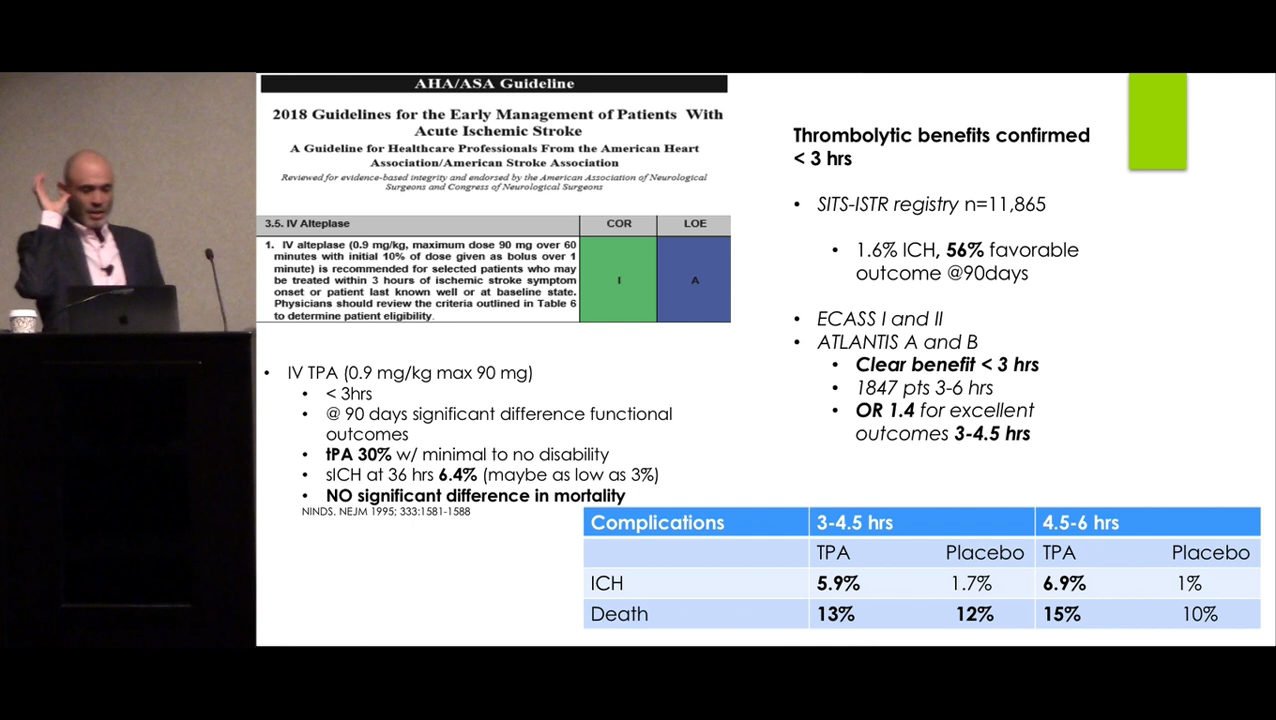 AHA/ASA Guideline
2018 Guidelines for the Early Management of Patients With
Acute Ischemic Stroke
A Guideline for Healthcare Professionals From the American Heart
Association/American Stroke Association
Reviewed for evidence-based integrity and endorsed by the American Association of Neurological
Surgeons and Congress of Neurological Surgeons
3.5. IV Alteplase COR LOE
1. IV alteplase (0.9 mg/kg, maximum dose 90 mg over 60
minutes with initial 10% of dose given as bolus over 1
minute) is recommended for selected patients who may
be treated within 3 hours of ischemic stroke symptom
onset or patient last known well or at baseline state.
Physicians should review the criteria outlined in Table 6
to determine patient eligibility.
I A
• IV TPA (0.9 mg/kg max 90 mg)
• < 3hrs
• @ 90 days significant difference functional
outcomes
• tPA 30% w/ minimal to no disability
• sICH at 36 hrs 6.4% (maybe as low as 3%)
• NO significant difference in mortality
NINDS. NEJM 1995; 333:1581-1588
Thrombolytic benefits confirmed
< 3 hrs
• SITS-ISTR registry n=11,865
• 1.6% ICH, 56% favorable
outcome @90days
• ECASS I and II
• ATLANTIS A and B
• Clear benefit < 3 hrs
• 1847 pts 3-6 hrs
• OR 1.4 for excellent
outcomes 3-4.5 hrs
Complications 3-4.5 hrs 4.5-6 hrs
TPA Placebo TPA Placebo
ICH 5.9% 1.7% 6.9% 1%
Death 13% 12% 15% 10%